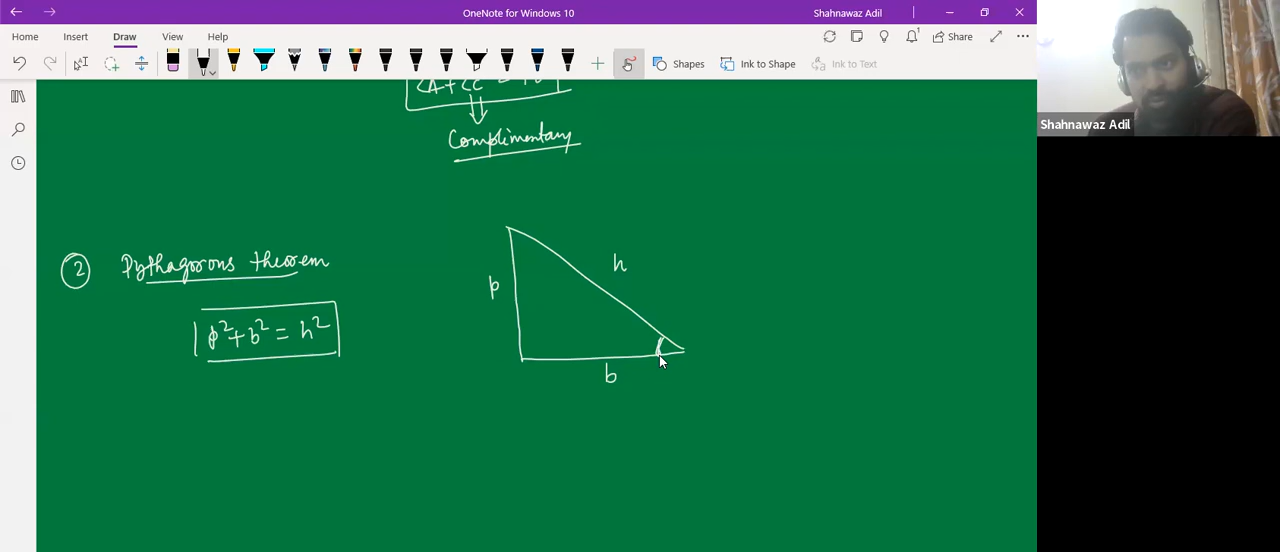 OneNote for Windows 10
Shahnawaz Adil
Home Insert Draw View Help
Share
Shapes Ink to Shape Ink to Text
∠A+∠C =
Complimentary
Shahnawaz Adil
2 Pythagorous theorem
h
p
p²+b² = h²
b